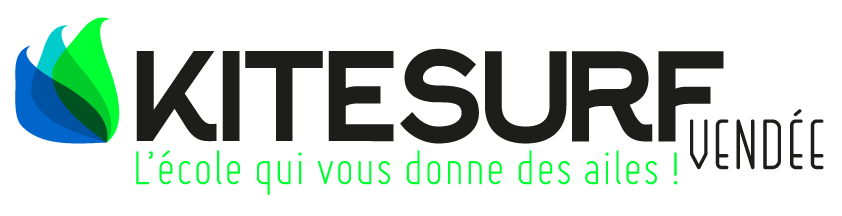 KITESURF
VENDÉE
L'école qui vous donne des ailes !